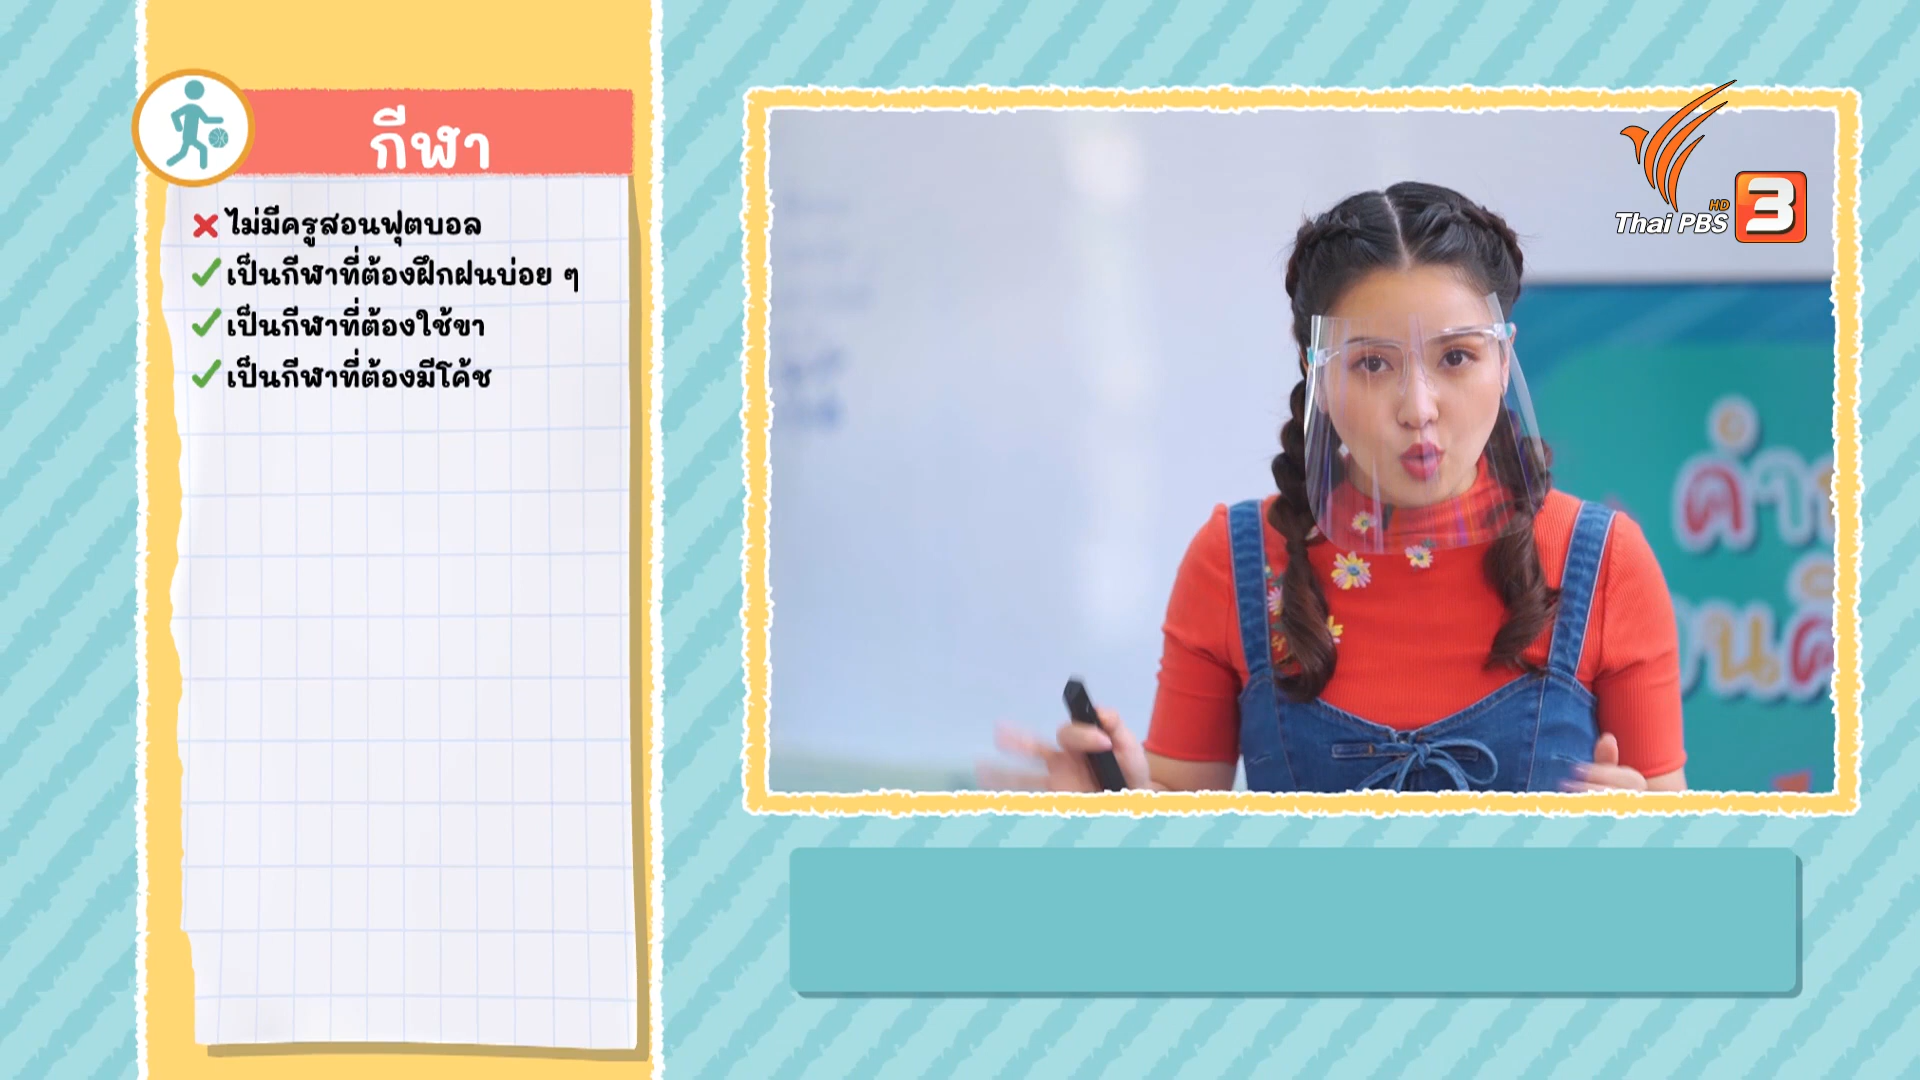 กีฬา
ไม่มีครูสอนฟุตบอล
เป็นกีฬาที่ต้องฝึกฝนบ่อย ๆ
เป็นกีฬาที่ต้องใช้ขา
เป็นกีฬาที่ต้องมีโค้ช
HD
Thai PBS 3